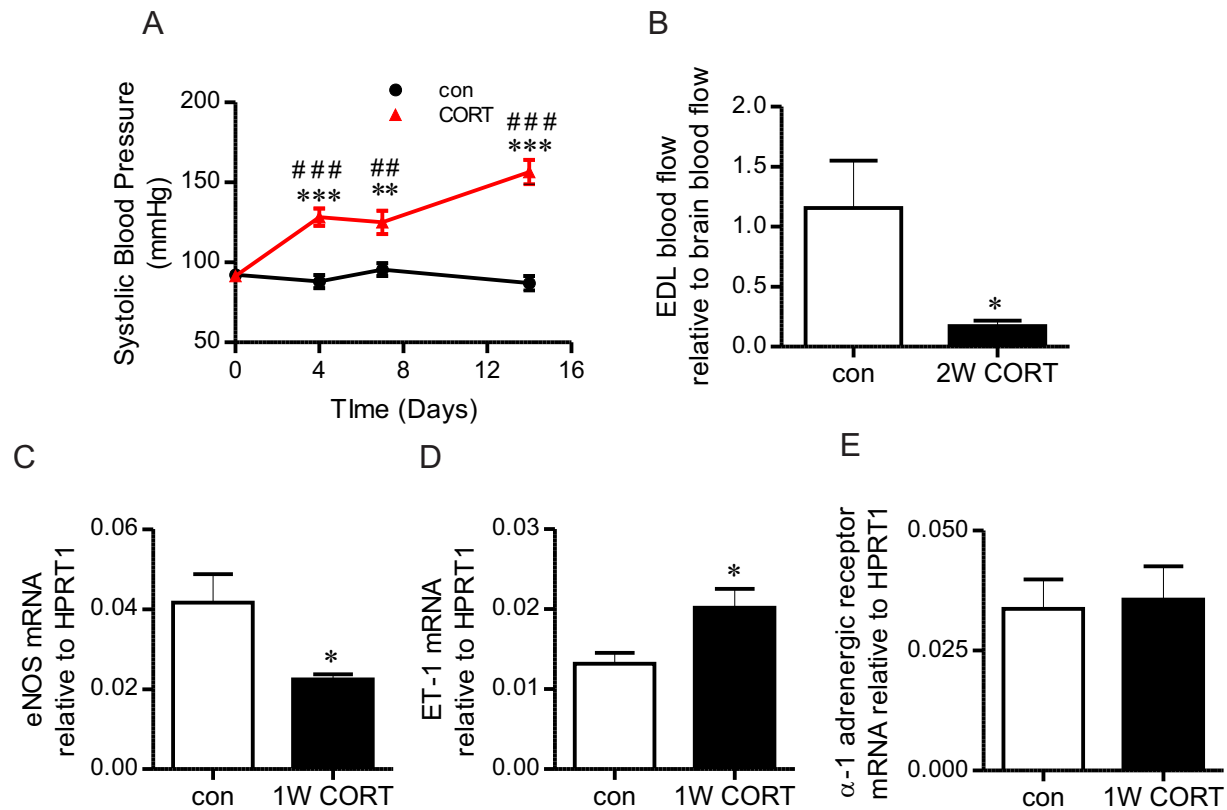 A
con
CORT
Systolic Blood Pressure
(mmHg)
200
150
100
50
###
***
##
**
###
***
0
4
8
12
16
TIme (Days)
B
EDL blood flow
relative to brain blood flow
2.0
1.5
1.0
0.5
0.0
*
con
2W CORT
C
eNOS mRNA
relative to HPRT1
0.06
0.04
0.02
0.00
*
con
1W CORT
D
ET-1 mRNA
relative to HPRT1
0.03
0.02
0.01
0.00
*
con
1W CORT
E
α-1 adrenergic receptor
mRNA relative to HPRT1
0.050
0.025
0.000
con
1W CORT